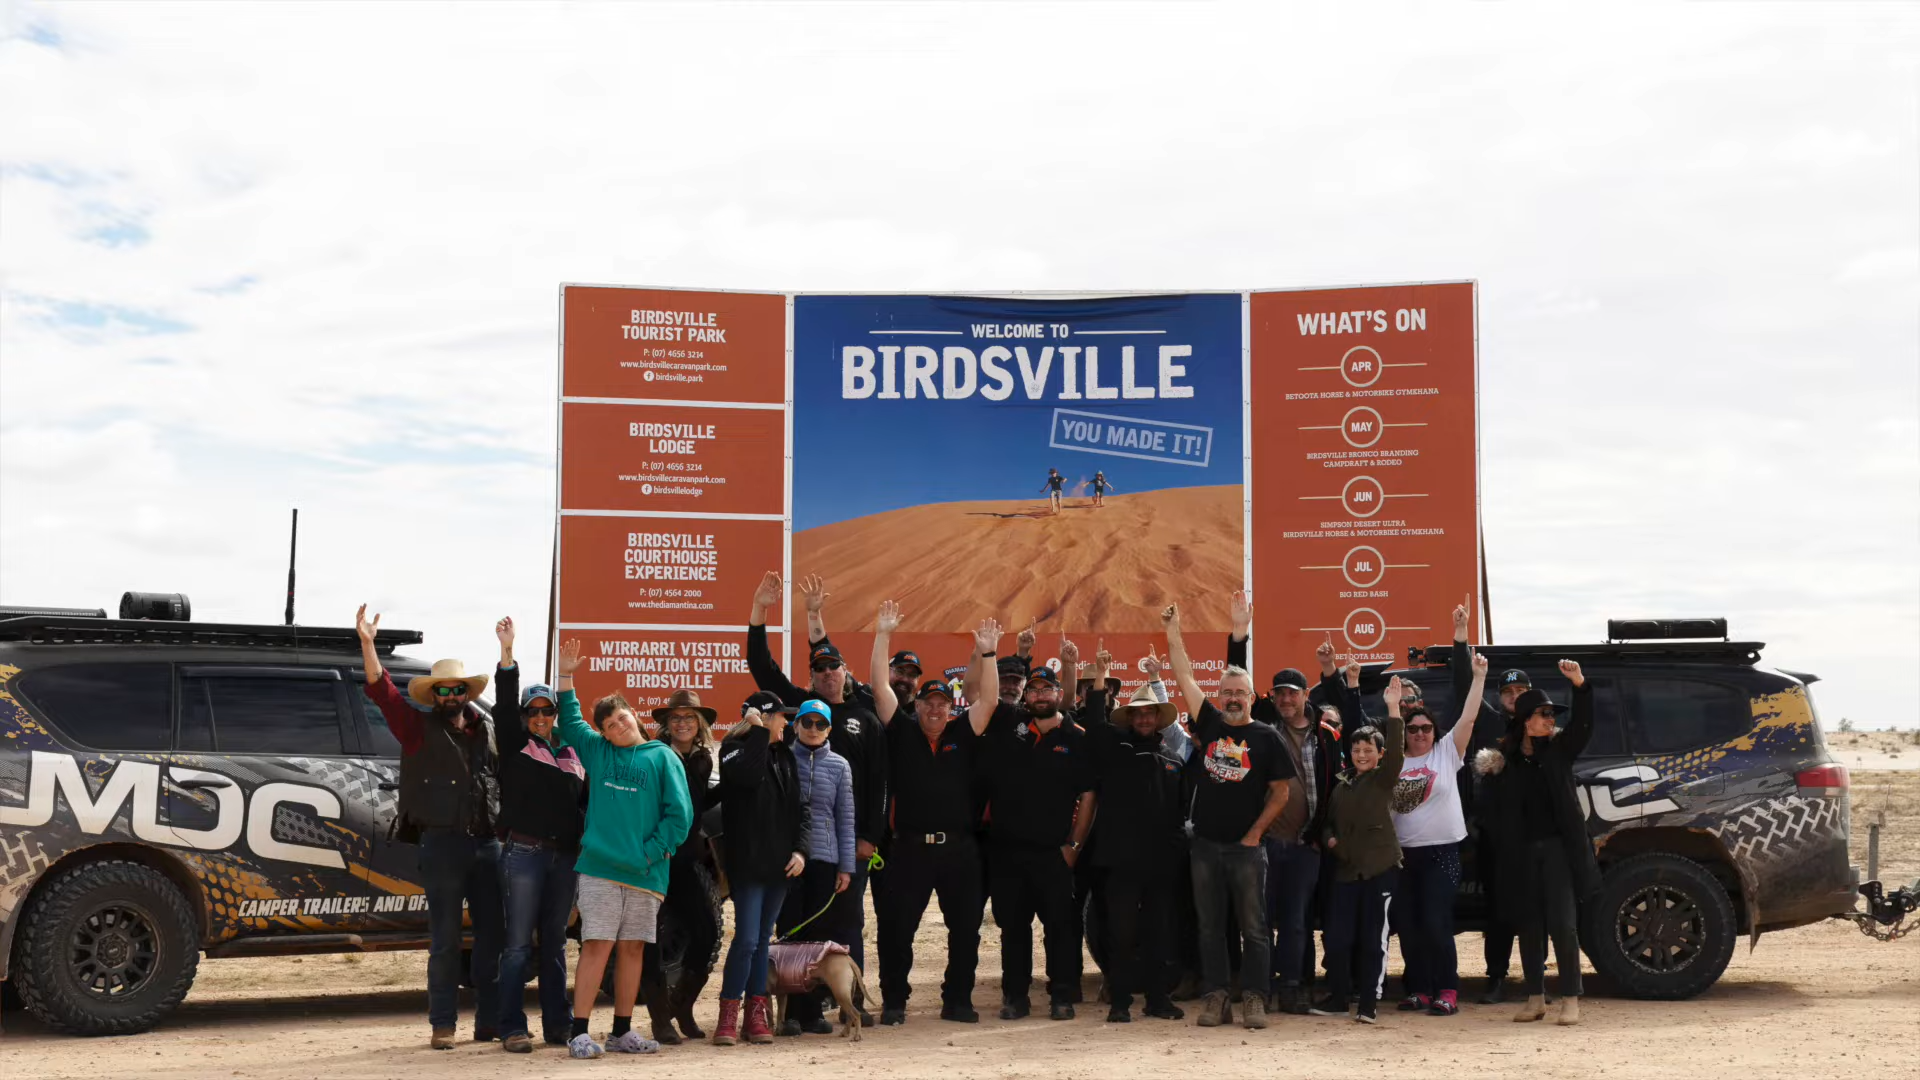 BIRDSVILLE
TOURIST PARK
P: (07) 4656 3214
www.birdsvillecaravanpark.com
birdsville.park
BIRDSVILLE
LODGE
P: (07) 4656 3214
www.birdsvillecaravanpark.com
birdsvillelodge
BIRDSVILLE
COURTHOUSE
EXPERIENCE
P: (07) 4564 2000
www.thediamantina.com
WIRRARRI VISITOR
INFORMATION CENTRE
BIRDSVILLE
WELCOME TO
BIRDSVILLE
YOU MADE IT!
WHAT'S ON
APR
BETOOTA HORSE & MOTORBIKE GYMKHANA
MAY
BIRDSVILLE BRONCO BRANDING
CAMPDRAFT & RODEO
JUN
SIMPSON DESERT ULTRA
BIRDSVILLE HORSE & MOTORBIKE GYMKHANA
JUL
BIG RED BASH
AUG
BETOOTA RACES
MDC
CAMPER TRAILERS AND OF